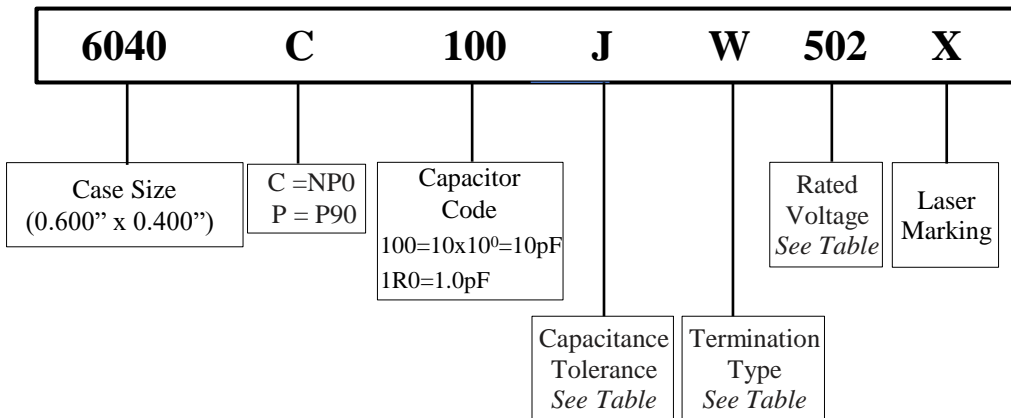 6040 C 100 J W 502 X
Case Size
(0.600” x 0.400”)
C =NP0
P = P90
Capacitor
Code
100=10x10⁰=10pF
1R0=1.0pF
Rated
Voltage
See Table
Laser
Marking
Capacitance
Tolerance
See Table
Termination
Type
See Table